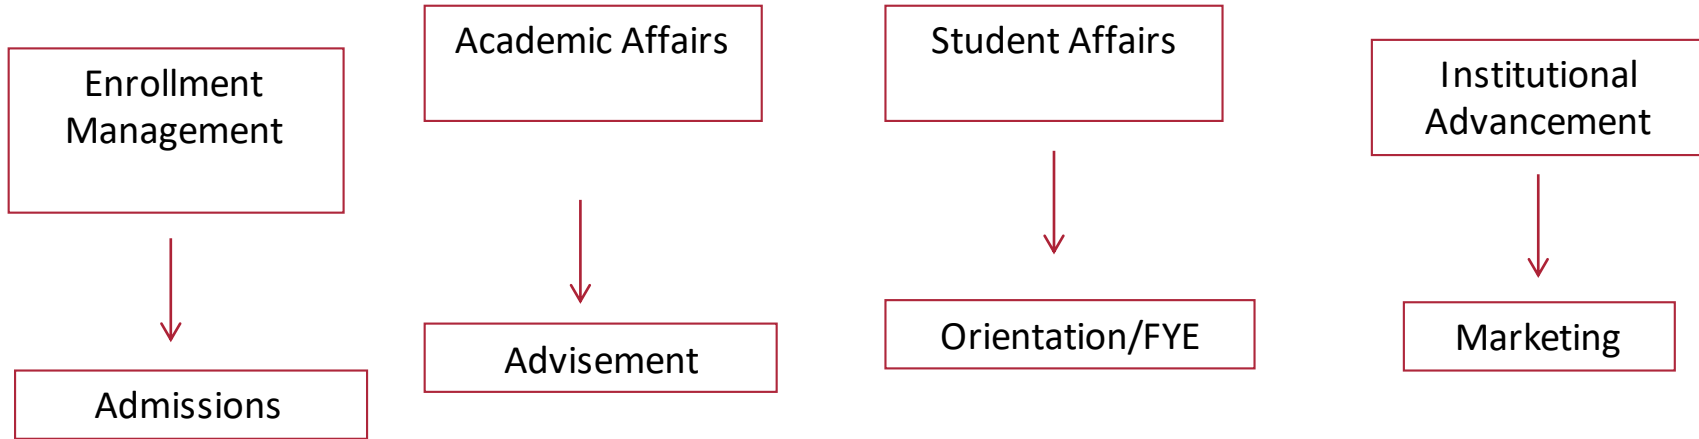 Enrollment
Management
Academic Affairs
Student Affairs
Institutional
Advancement
Admissions
Advisement
Orientation/FYE
Marketing